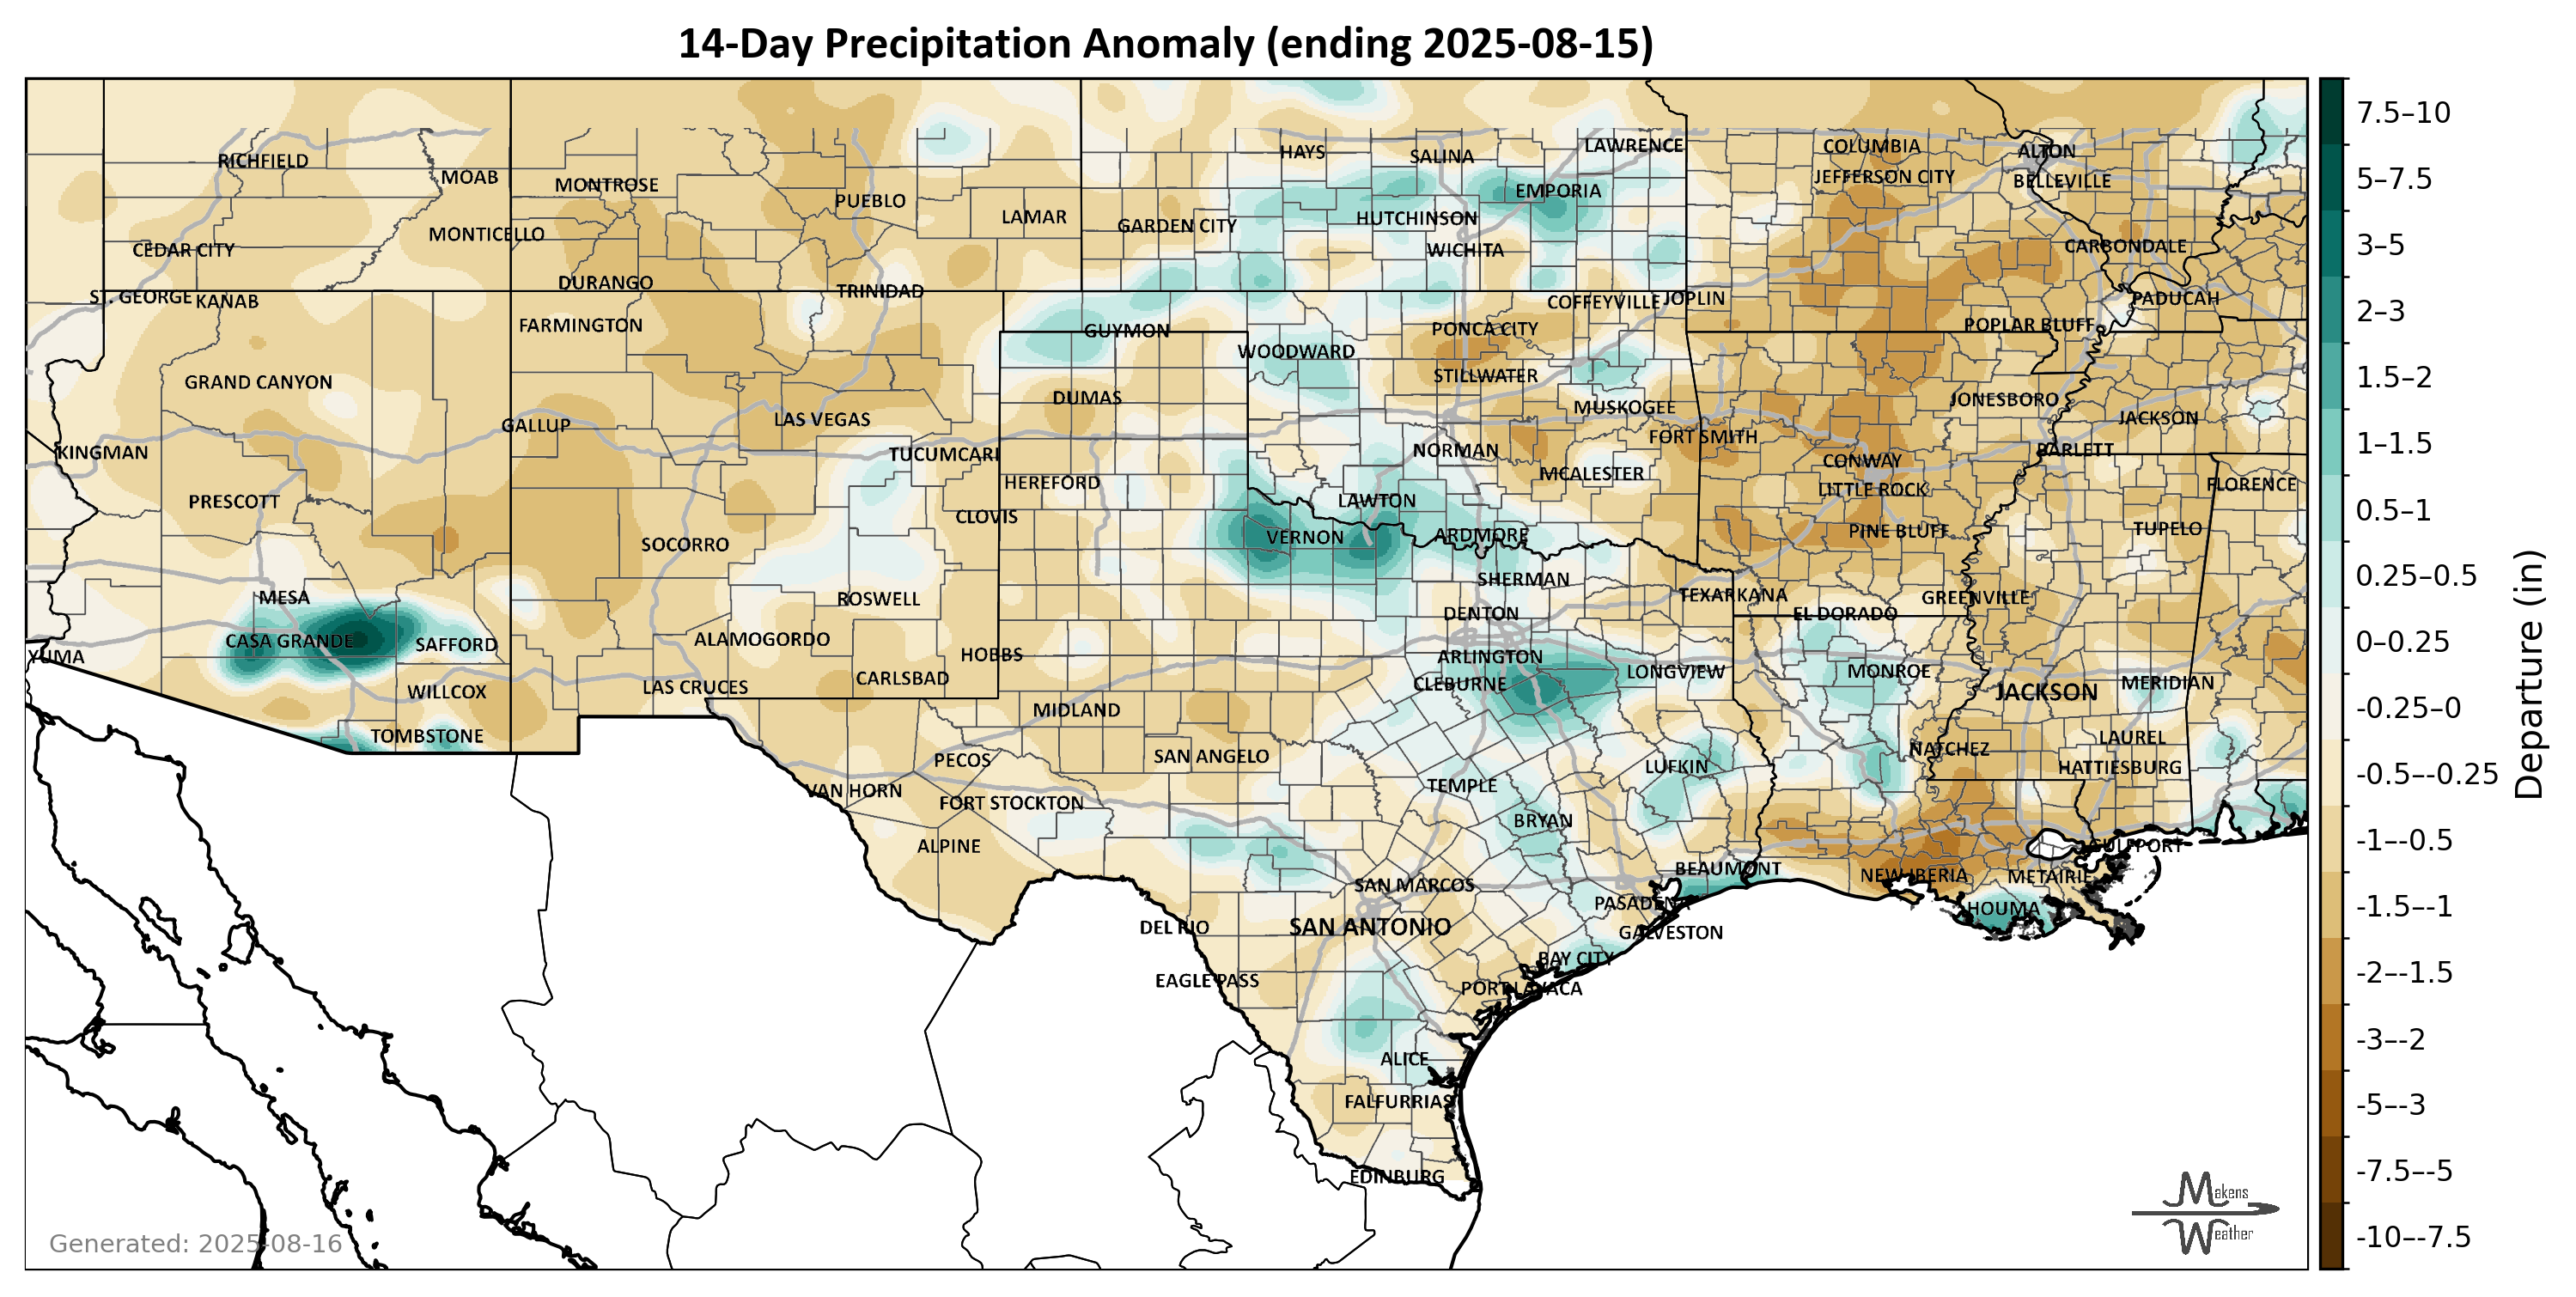 14-Day Precipitation Anomaly (ending 2025-08-15)
RICHFIELD
MOAB
MONTROSE
PUEBLO
LAMAR
HAYS
SALINA
LAWRENCE
EMPORIA
COLUMBIA
JEFFERSON CITY
ALTON
BELLEVILLE
CEDAR CITY
MONTICELLO
GARDEN CITY
HUTCHINSON
WICHITA
CARBONDALE
ST. GEORGE
KANAB
DURANGO
TRINIDAD
COFFEYVILLE
JOPLIN
PADUCAH
FARMINGTON
GUYMON
PONCA CITY
POPLAR BLUFF
WOODWARD
GRAND CANYON
DUMAS
STILLWATER
MUSKOGEE
JONESBORO
JACKSON
GALLUP
LAS VEGAS
FORT SMITH
KINGMAN
TUCUMCARI
NORMAN
BARLETT
CONWAY
MCALESTER
HEREFORD
LITTLE ROCK
FLORENCE
PRESCOTT
LAWTON
CLOVIS
SOCORRO
VERNON
ARDMORE
PINE BLUFF
TUPELO
SHERMAN
MESA
ROSWELL
DENTON
TEXARKANA
EL DORADO
GREENVILLE
CASA GRANDE
SAFFORD
ALAMOGORDO
YUMA
HOBBS
ARLINGTON
LONGVIEW
MONROE
WILLCOX
LAS CRUCES
CARLSBAD
CLEBURNE
JACKSON
MERIDIAN
MIDLAND
TOMBSTONE
PECOS
SAN ANGELO
LUFKIN
NATCHEZ
LAUREL
HATTIESBURG
VAN HORN
FORT STOCKTON
TEMPLE
BRYAN
ALPINE
GULFPORT
BEAUMONT
NEW IBERIA
METAIRIE
SAN MARCOS
PASADENA
HOUMA
DEL RIO
SAN ANTONIO
GALVESTON
BAY CITY
EAGLE PASS
PORT LAVACA
ALICE
FALFURRIAS
EDINBURG
Generated: 2025-08-16
Makens
Weather
7.5–10
5–7.5
3–5
2–3
1.5–2
1–1.5
0.5–1
0.25–0.5
0–0.25
-0.25–0
-0.5–-0.25
-1–-0.5
-1.5–-1
-2–-1.5
-3–-2
-5–-3
-7.5–-5
-10–-7.5
Departure (in)